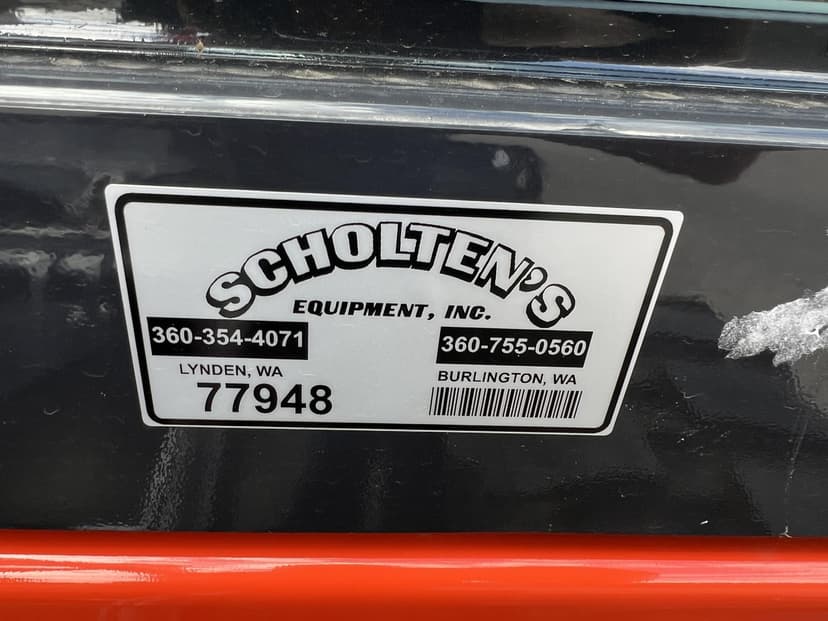 SCHOLTEN'S
EQUIPMENT, INC.
360-354-4071
LYNDEN, WA
77948
360-755-0560
BURLINGTON, WA